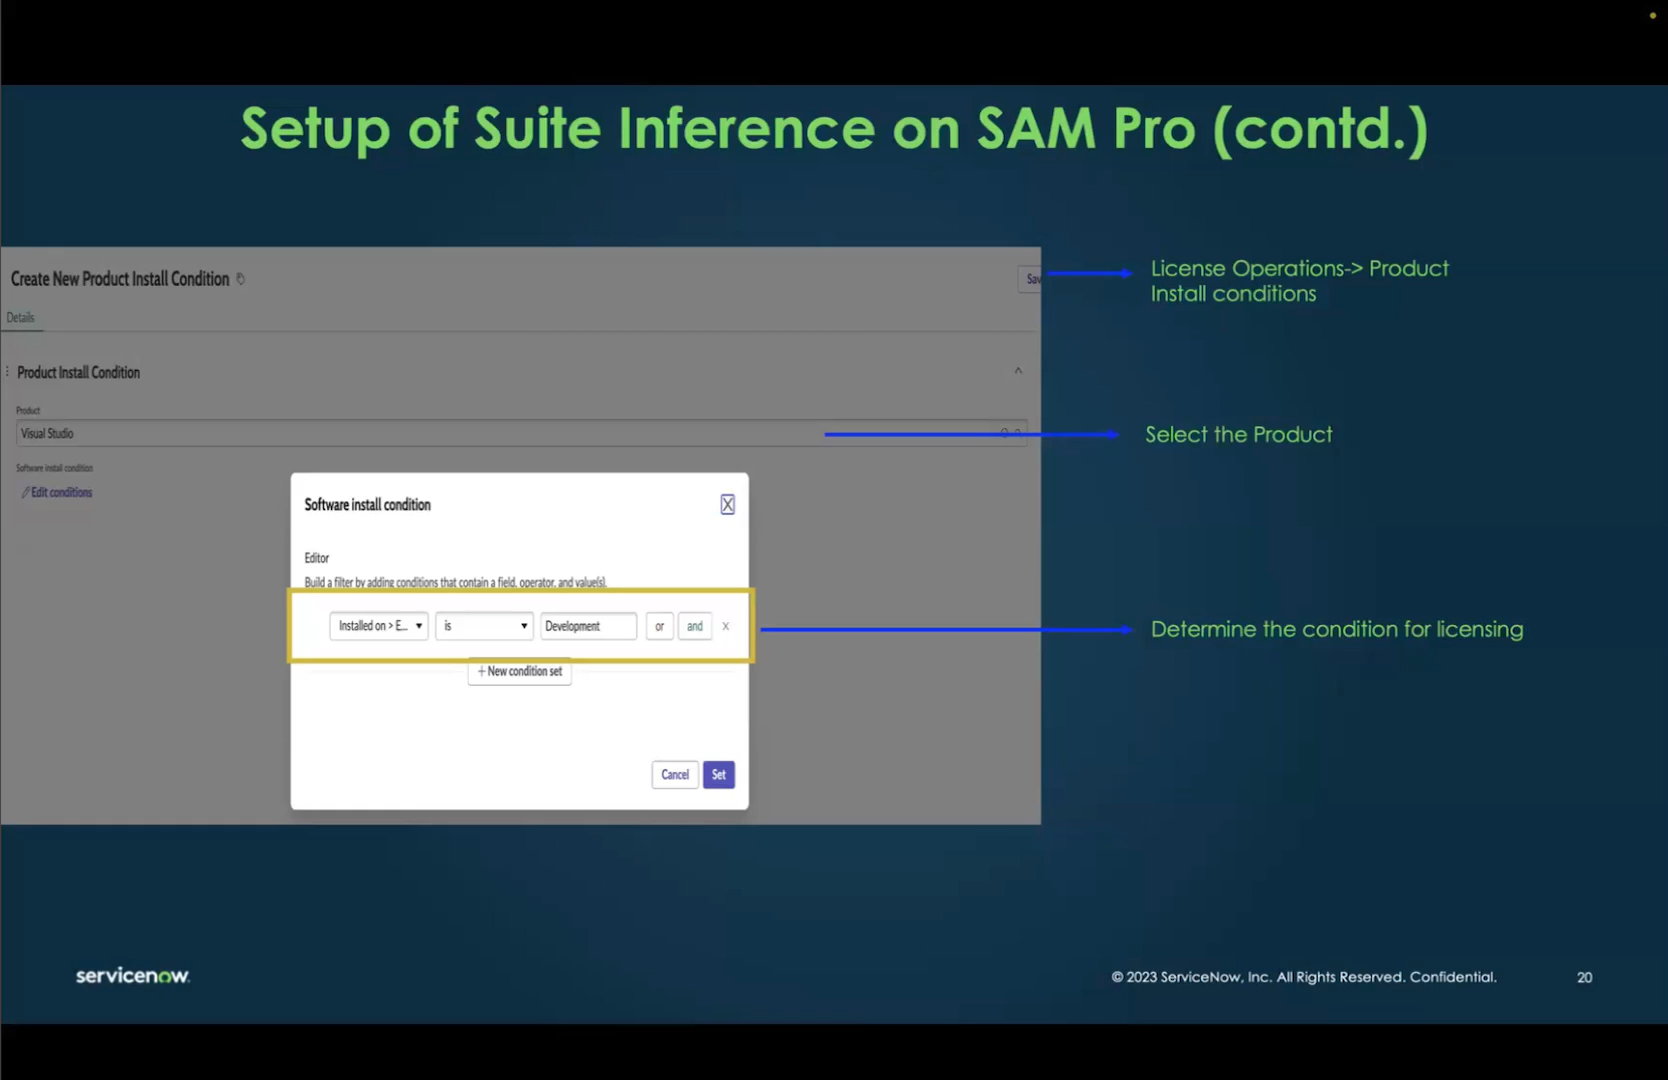 Setup of Suite Inference on SAM Pro (contd.)
Create New Product Install Condition
Sav
License Operations-> Product
Install conditions
Details
Product Install Condition
Product
Visual Studio
Select the Product
Software install condition
Edit conditions
Software install condition
X
Editor
Build a filter by adding conditions that contain a field, operator, and value(s).
Installed on > E... is Development or and X
Determine the condition for licensing
+ New condition set
Cancel Set
servicenow.
© 2023 ServiceNow, Inc. All Rights Reserved. Confidential. 20